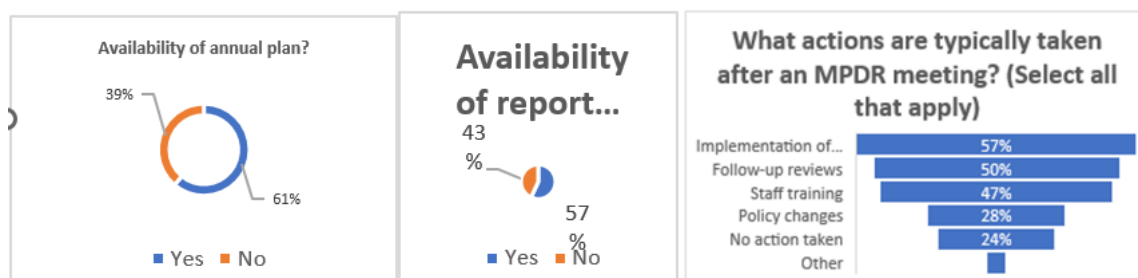 Availability of annual plan?
39%
61%
Yes No
Availability
of report...
43
%
57
%
Yes No
What actions are typically taken
after an MPDR meeting? (Select all
that apply)
Implementation of... 57%
Follow-up reviews 50%
Staff training 47%
Policy changes 28%
No action taken 24%
Other